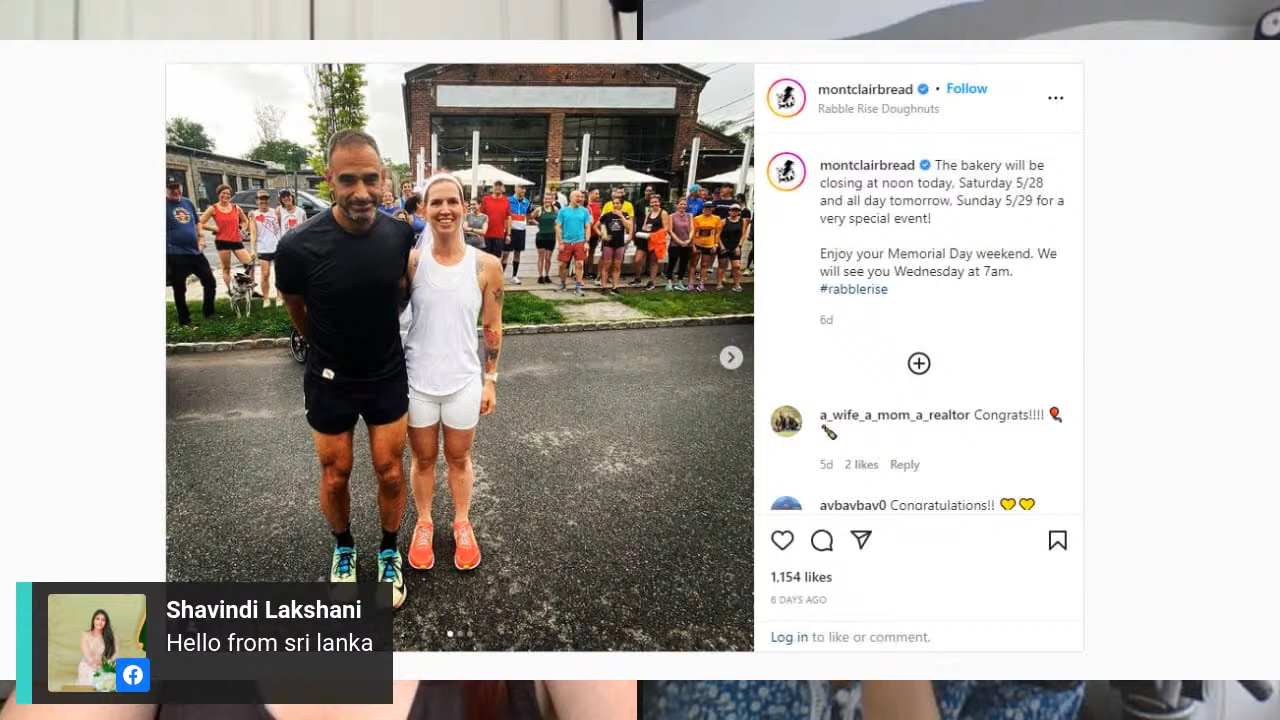 montclairbread • Follow
Rabble Rise Doughnuts
montclairbread The bakery will be
closing at noon today, Saturday 5/28
and all day tomorrow, Sunday 5/29 for a
very special event!
Enjoy your Memorial Day weekend. We
will see you Wednesday at 7am.
#rabblerise
6d
a_wife_a_mom_a_realtor Congrats!!!! 🥀
🍾
5d 2 likes Reply
avbavbav0 Congratulations!! 💛💛
1,154 likes
6 DAYS AGO
Log in to like or comment.
Shavindi Lakshani
Hello from sri lanka